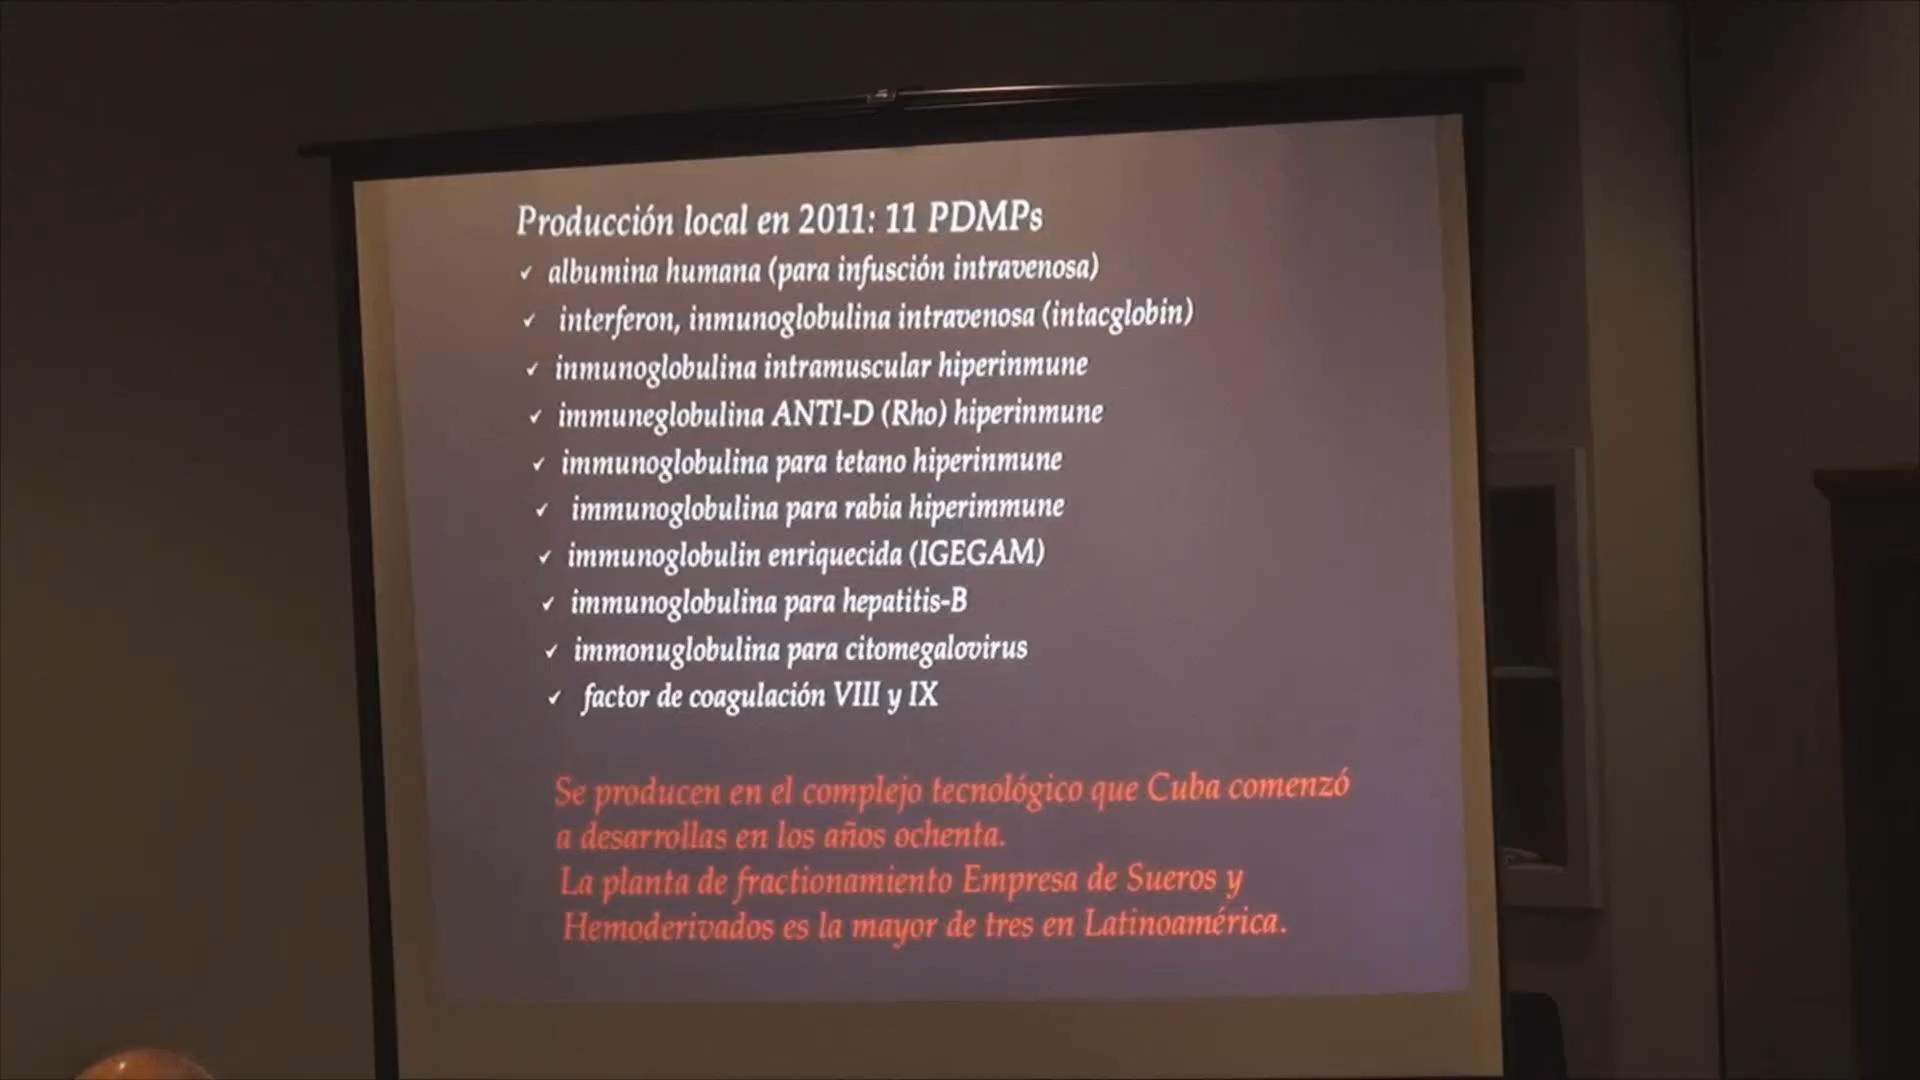 Producción local en 2011: 11 PDMPs
✓ albumina humana (para infusción intravenosa)
✓ interferon, inmunoglobulina intravenosa (intacglobin)
✓ inmunoglobulina intramuscular hiperinmune
✓ immuneglobulina ANTI-D (Rho) hiperinmune
✓ immunoglobulina para tetano hiperinmune
✓ immunoglobulina para rabia hiperimmune
✓ immunoglobulin enriquecida (IGEGAM)
✓ immunoglobulina para hepatitis-B
✓ immonuglobulina para citomegalovirus
✓ factor de coagulación VIII y IX
Se producen en el complejo tecnológico que Cuba comenzó
a desarrollas en los años ochenta.
La planta de fractionamiento Empresa de Sueros y
Hemoderivados es la mayor de tres en Latinoamérica.